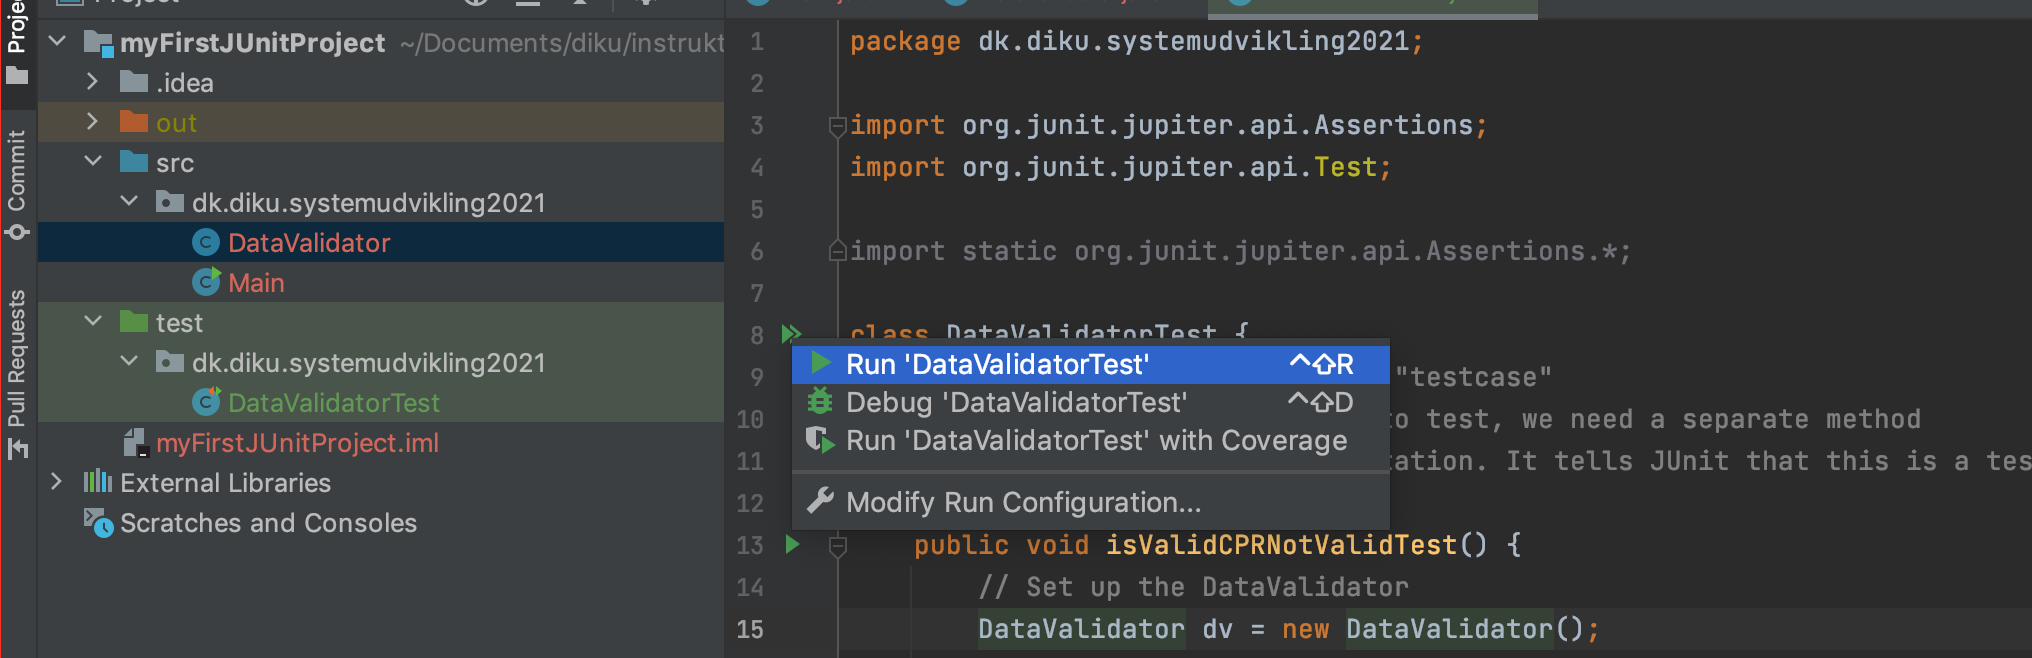 Project
Commit
Pull Requests
myFirstJUnitProject ~/Documents/diku/instrukt
.idea
out
src
dk.diku.systemudvikling2021
DataValidator
Main
test
dk.diku.systemudvikling2021
DataValidatorTest
myFirstJUnitProject.iml
External Libraries
Scratches and Consoles
1 package dk.diku.systemudvikling2021;
2
3 import org.junit.jupiter.api.Assertions;
4 import org.junit.jupiter.api.Test;
5
6 import static org.junit.jupiter.api.Assertions.*;
7
8 class DataValidatorTest {
9 "testcase"
10 to test, we need a separate method
11 tation. It tells JUnit that this is a tes
12
13 public void isValidCPRNotValidTest() {
14 // Set up the DataValidator
15 DataValidator dv = new DataValidator();
Run 'DataValidatorTest' ^⇧R
Debug 'DataValidatorTest' ^⇧D
Run 'DataValidatorTest' with Coverage
Modify Run Configuration...